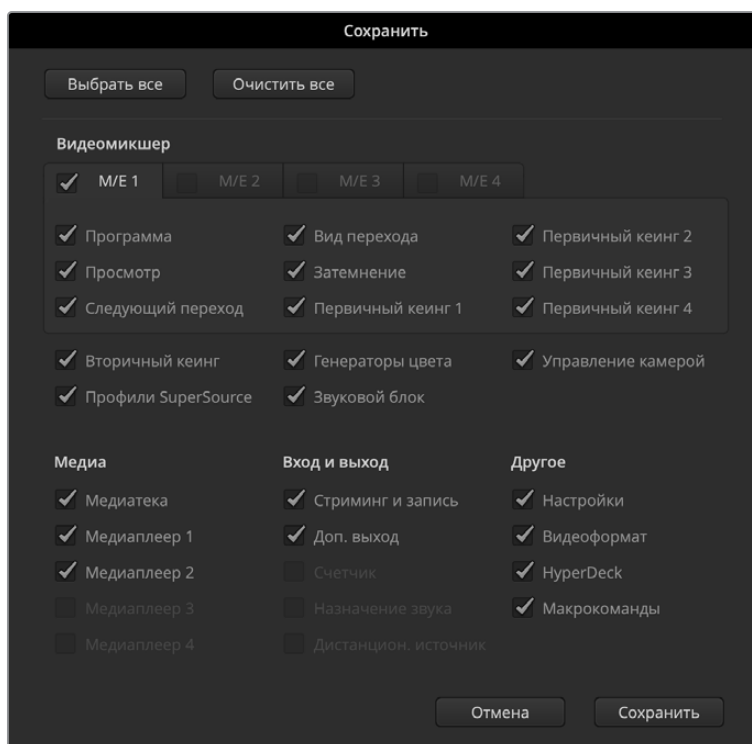 Сохранить
Выбрать все Очистить все
Видеомикшер
M/E 1 M/E 2 M/E 3 M/E 4
Программа Вид перехода Первичный кеинг 2
Просмотр Затемнение Первичный кеинг 3
Следующий переход Первичный кеинг 1 Первичный кеинг 4
Вторичный кеинг Генераторы цвета Управление камерой
Профили SuperSource Звуковой блок
Медиа Вход и выход Другое
Медиатека Стриминг и запись Настройки
Медиаплеер 1 Доп. выход Видеоформат
Медиаплеер 2 Счетчик HyperDeck
Медиаплеер 3 Назначение звука Макрокоманды
Медиаплеер 4 Дистанцион. источник
Отмена Сохранить